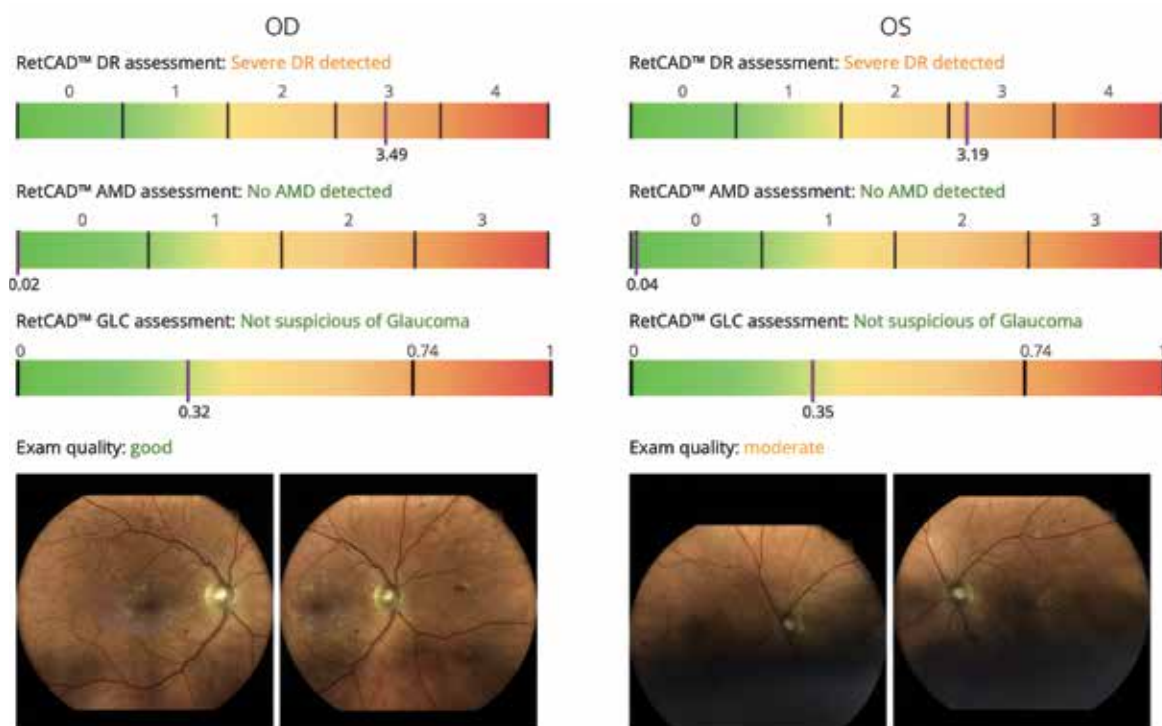 OD
RetCAD™ DR assessment: Severe DR detected
0 1 2 3 4
3.49
RetCAD™ AMD assessment: No AMD detected
0 1 2 3
0.02
RetCAD™ GLC assessment: Not suspicious of Glaucoma
0 0.74 1
0.32
Exam quality: good
OS
RetCAD™ DR assessment: Severe DR detected
0 1 2 3 4
3.19
RetCAD™ AMD assessment: No AMD detected
0 1 2 3
0.04
RetCAD™ GLC assessment: Not suspicious of Glaucoma
0 0.74 1
0.35
Exam quality: moderate